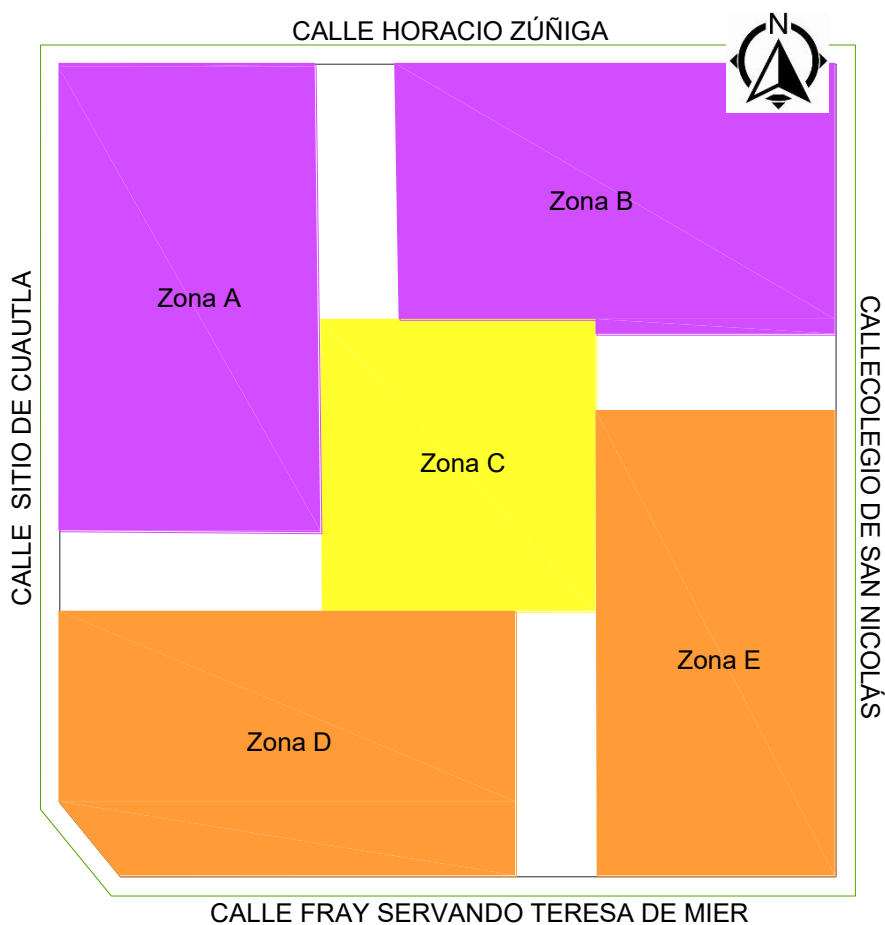 CALLE HORACIO ZÚÑIGA
N
Zona B
Zona A
CALLE SITIO DE CUAUTLA
CALLECOLEGIO DE SAN NICOLÁS
Zona C
Zona E
Zona D
CALLE FRAY SERVANDO TERESA DE MIER